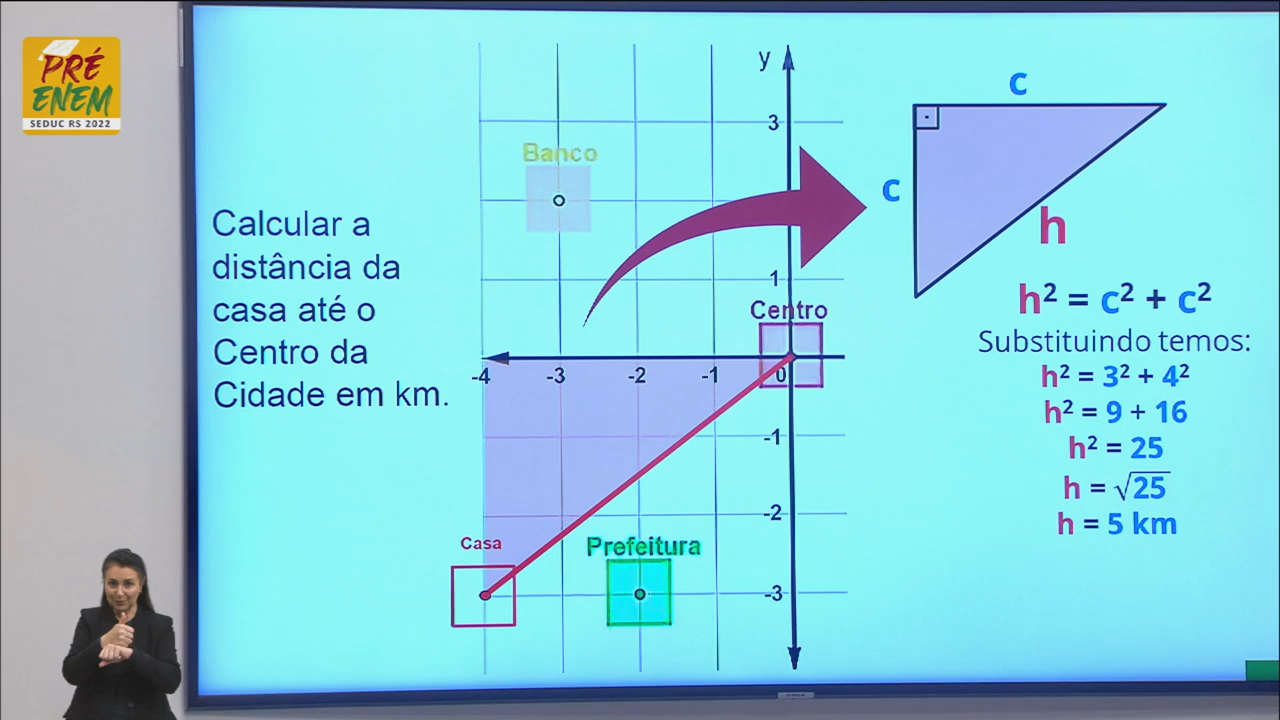 PRÉ
ENEM
SEDUC RS 2022
Calcular a
distância da
casa até o
Centro da
Cidade em km.
y
3
Banco
1
Centro
-4 -3 -2 -1 0
-1
-2
Casa
Prefeitura
-3
c
c
h
h² = c² + c²
Substituindo temos:
h² = 3² + 4²
h² = 9 + 16
h² = 25
h = √25
h = 5 km